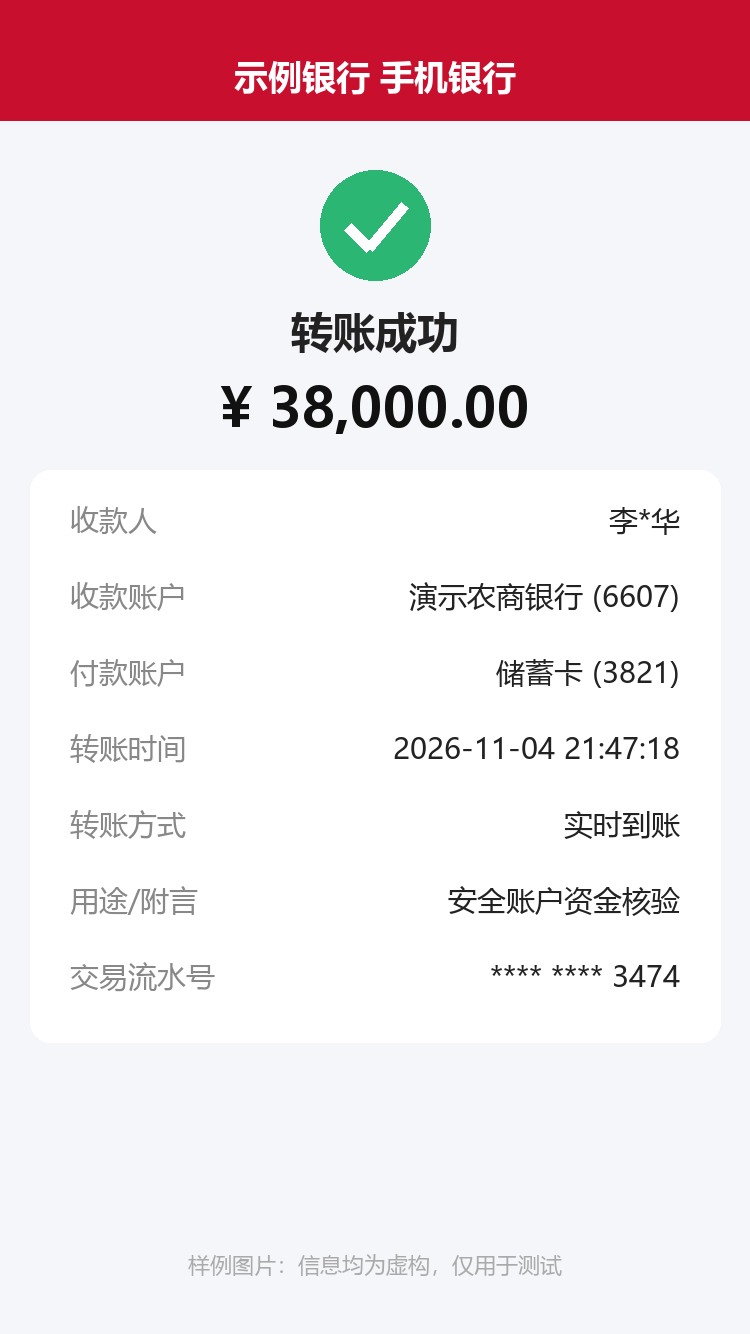 示例银行 手机银行
转账成功
¥ 38,000.00
收款人 李*华
收款账户 演示农商银行 (6607)
付款账户 储蓄卡 (3821)
转账时间 2026-11-04 21:47:18
转账方式 实时到账
用途/附言 安全账户资金核验
交易流水号 **** **** 3474
样例图片：信息均为虚构，仅用于测试